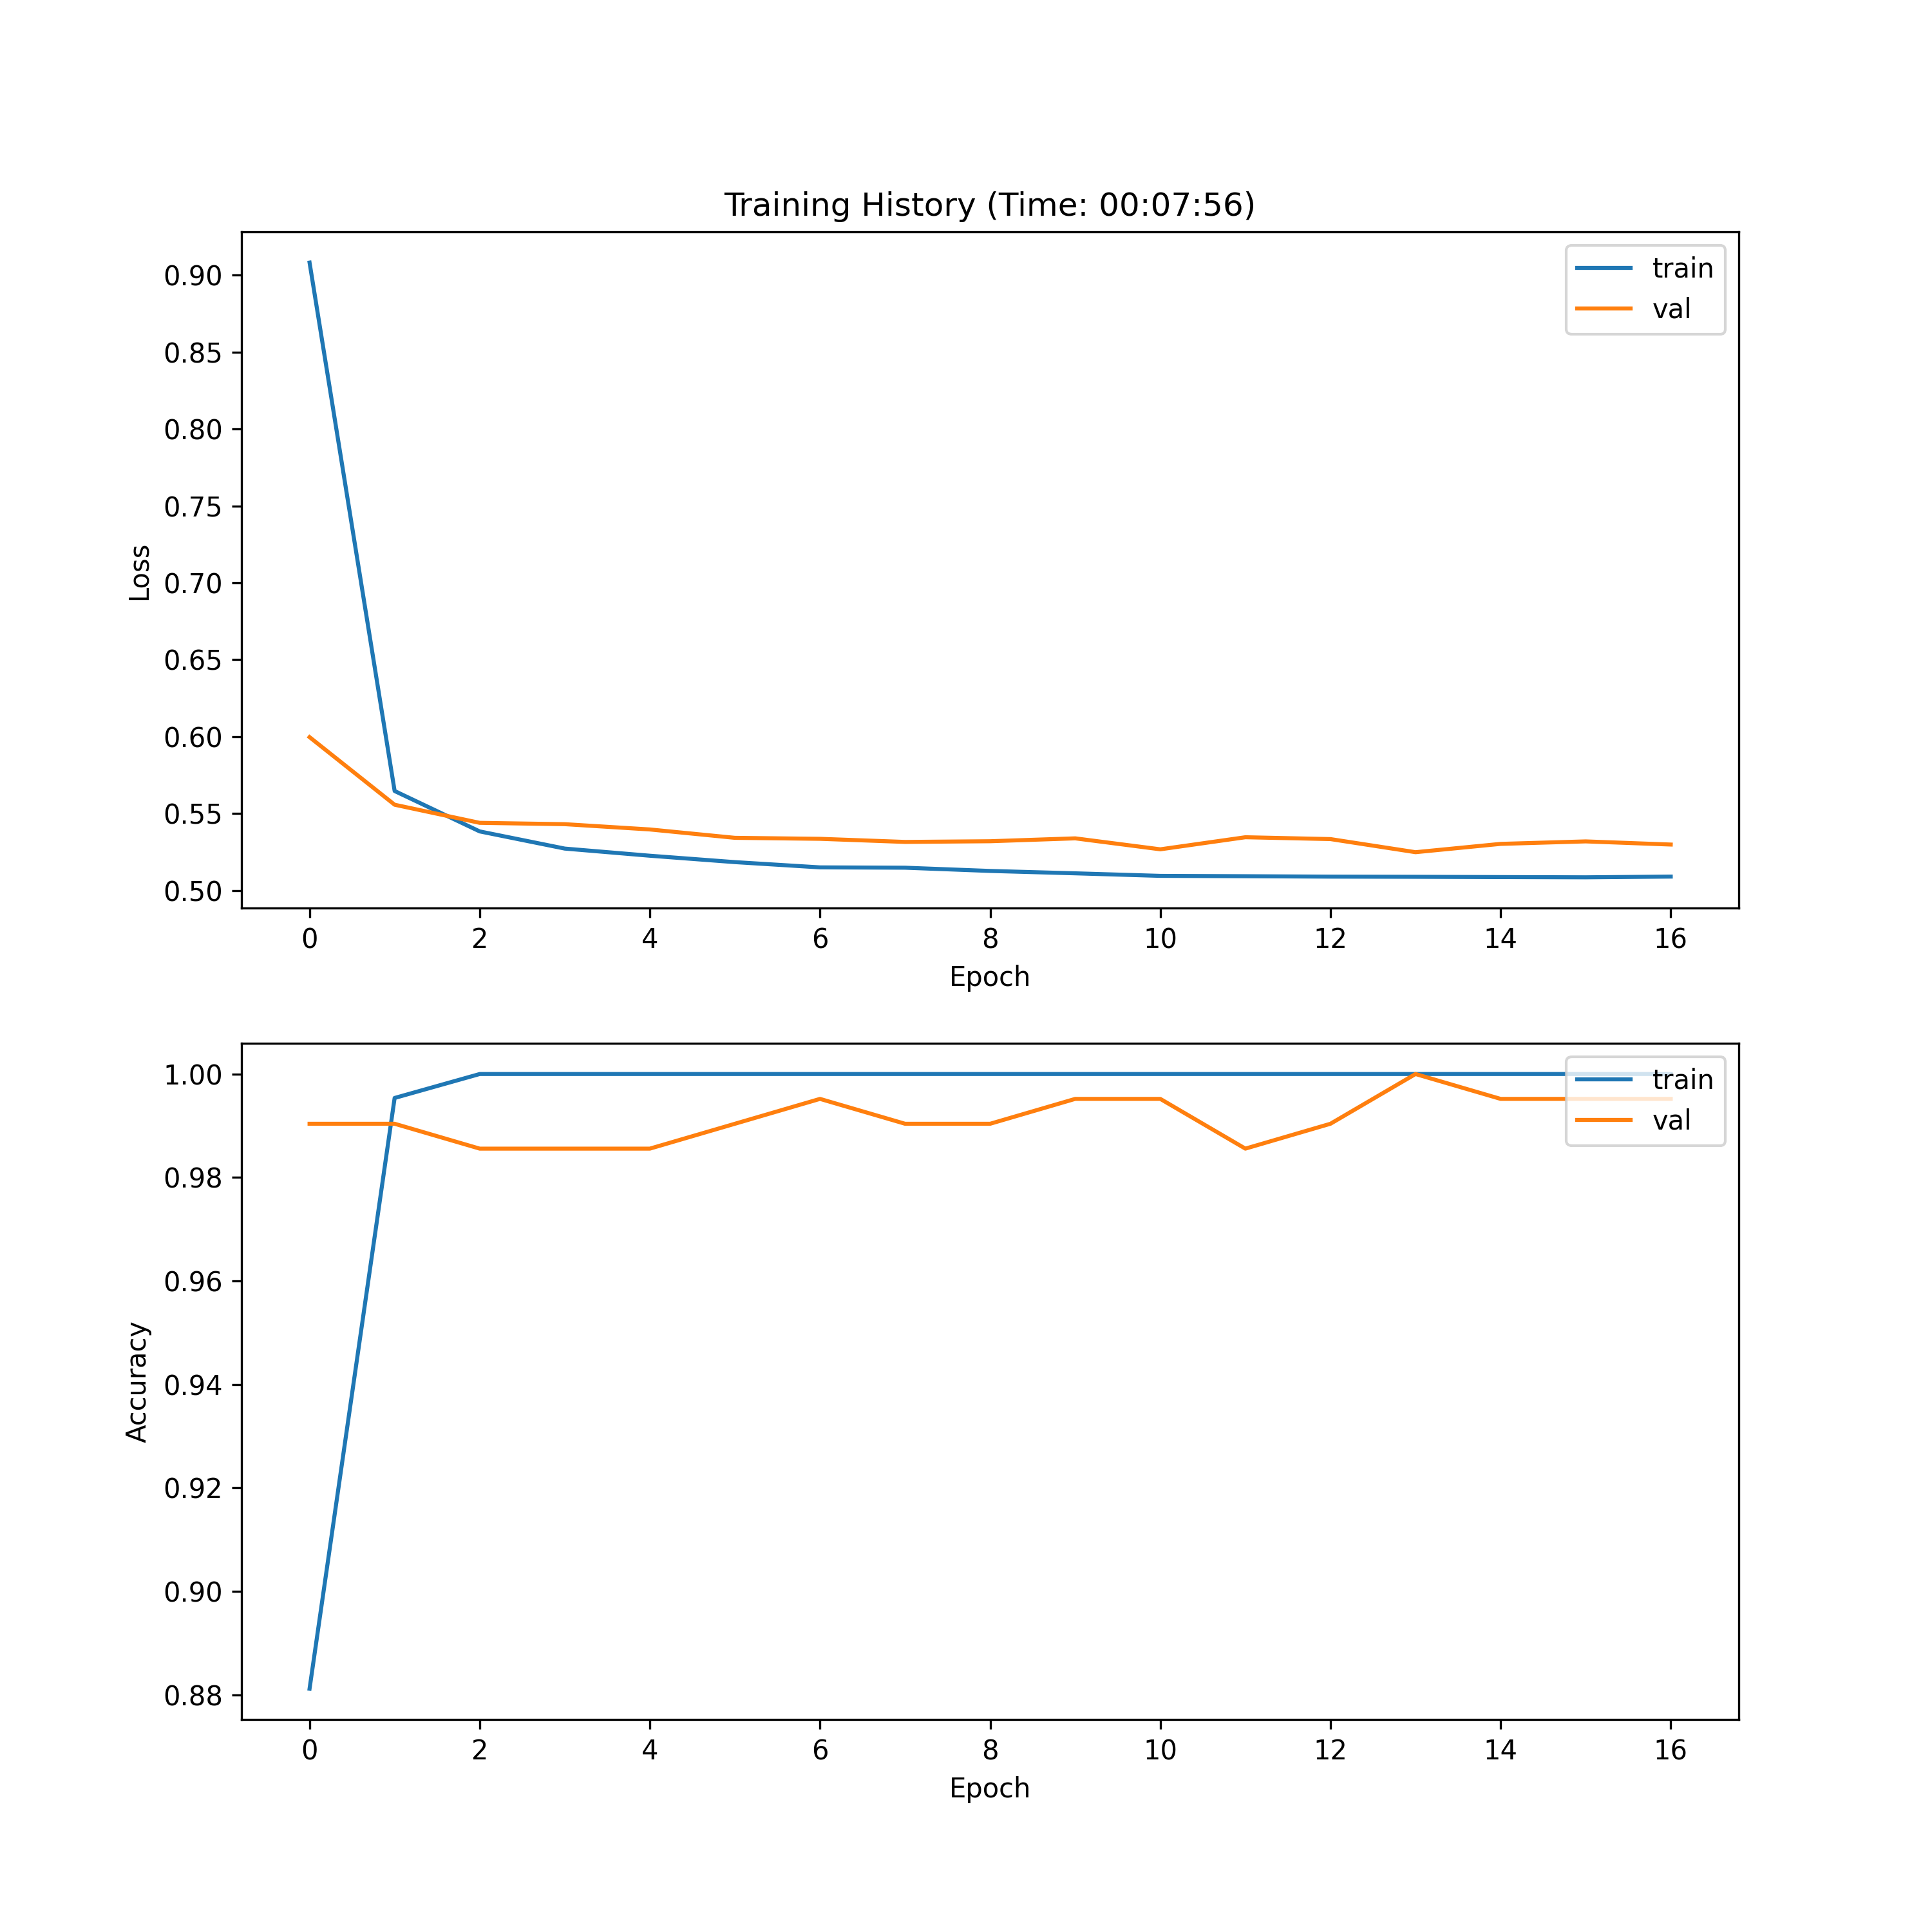 Training History (Time: 00:07:56)
0.90
0.85
0.80
0.75
0.70
0.65
0.60
0.55
0.50
Loss
train
val
0 2 4 6 8 10 12 14 16
Epoch
1.00
0.98
0.96
0.94
0.92
0.90
0.88
Accuracy
train
val
0 2 4 6 8 10 12 14 16
Epoch